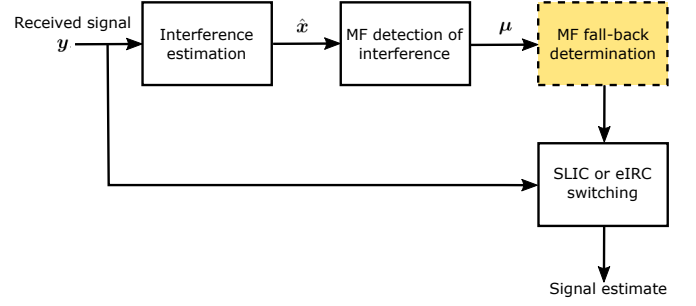 Received signal
y
Interference
estimation
x̂
MF detection of
interference
μ
MF fall-back
determination
SLIC or eIRC
switching
Signal estimate